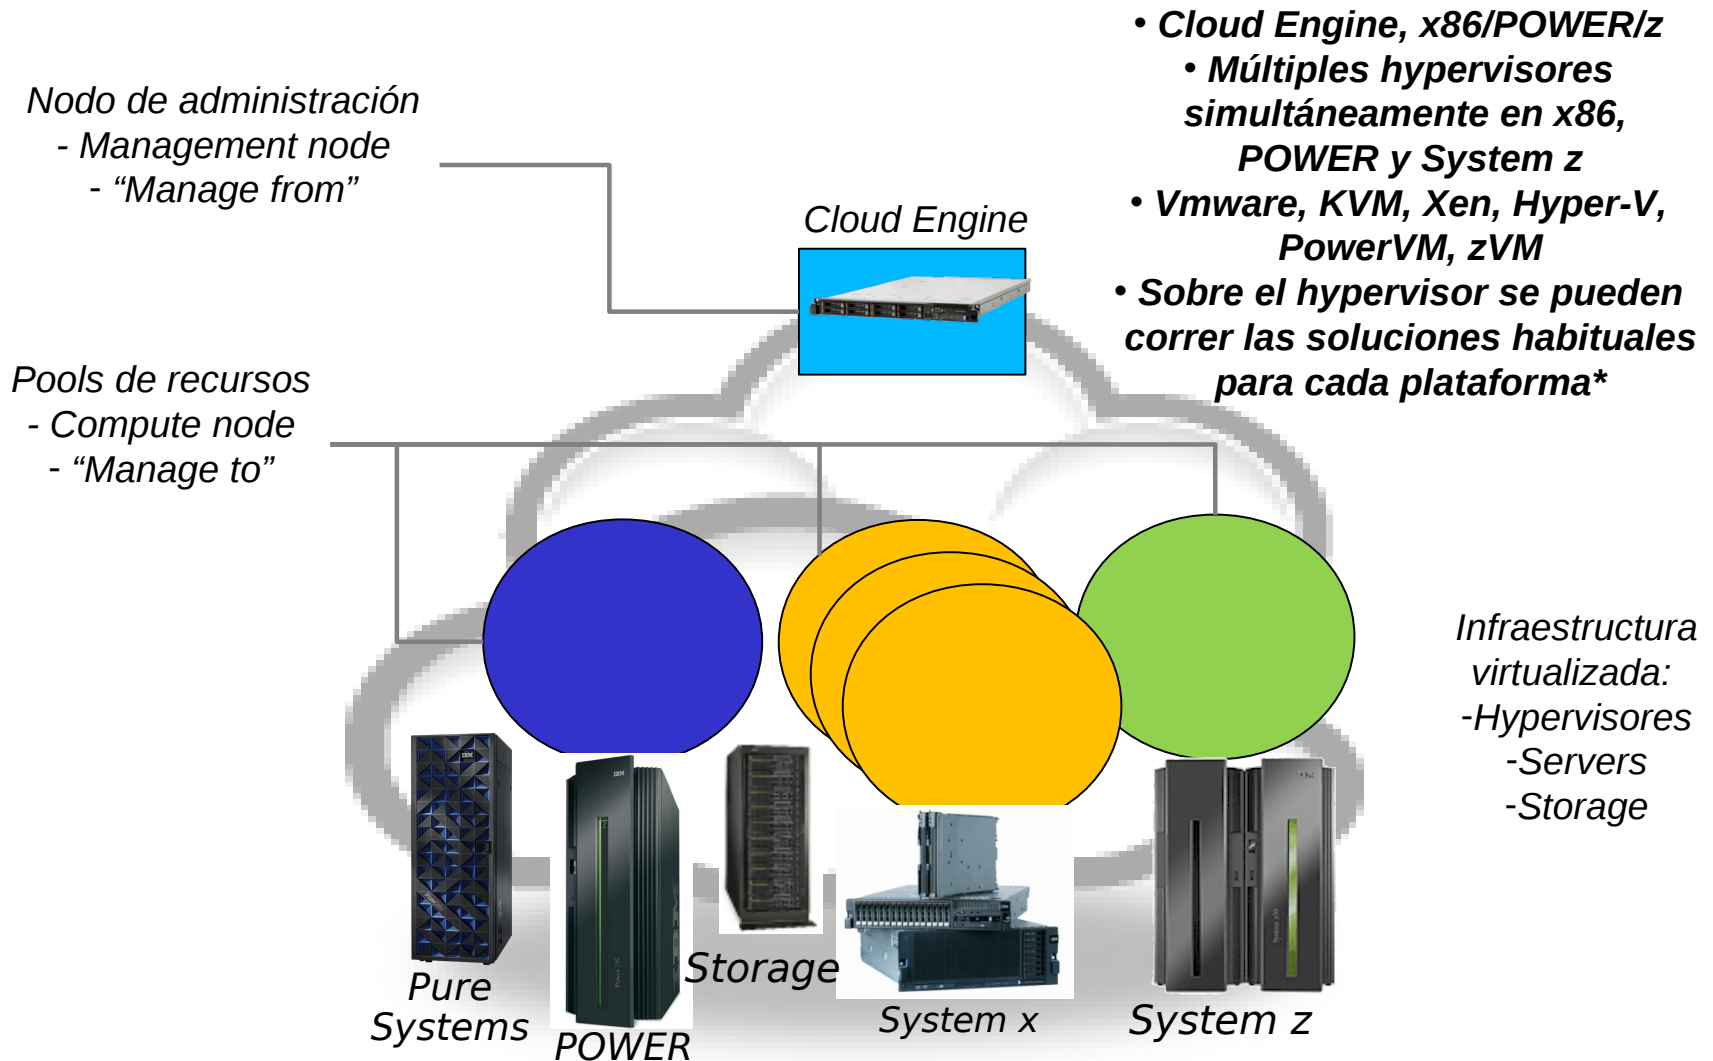 • Cloud Engine, x86/POWER/z
• Múltiples hypervisores
simultáneamente en x86,
POWER y System z
• Vmware, KVM, Xen, Hyper-V,
PowerVM, zVM
• Sobre el hypervisor se pueden
correr las soluciones habituales
para cada plataforma*
Nodo de administración
- Management node
- “Manage from”
Cloud Engine
Pools de recursos
- Compute node
- “Manage to”
Infraestructura
virtualizada:
-Hypervisores
-Servers
-Storage
IBM
IBM
Pure
Systems
POWER
Storage
System x
System z